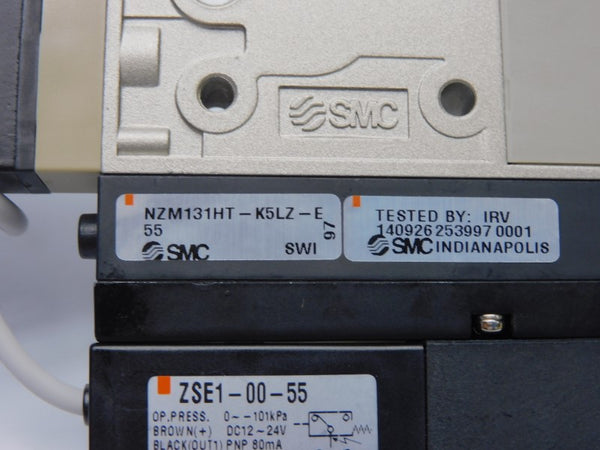 SMC
NZM131HT-K5LZ-E
55
97
SMC SWI
TESTED BY: IRV
140926 253997 0001
SMC INDIANAPOLIS
ZSE1-00-55
OP.PRESS. 0~-101kPa
BROWN(+) DC12~24V
BLACK(OUT1) PNP 80mA